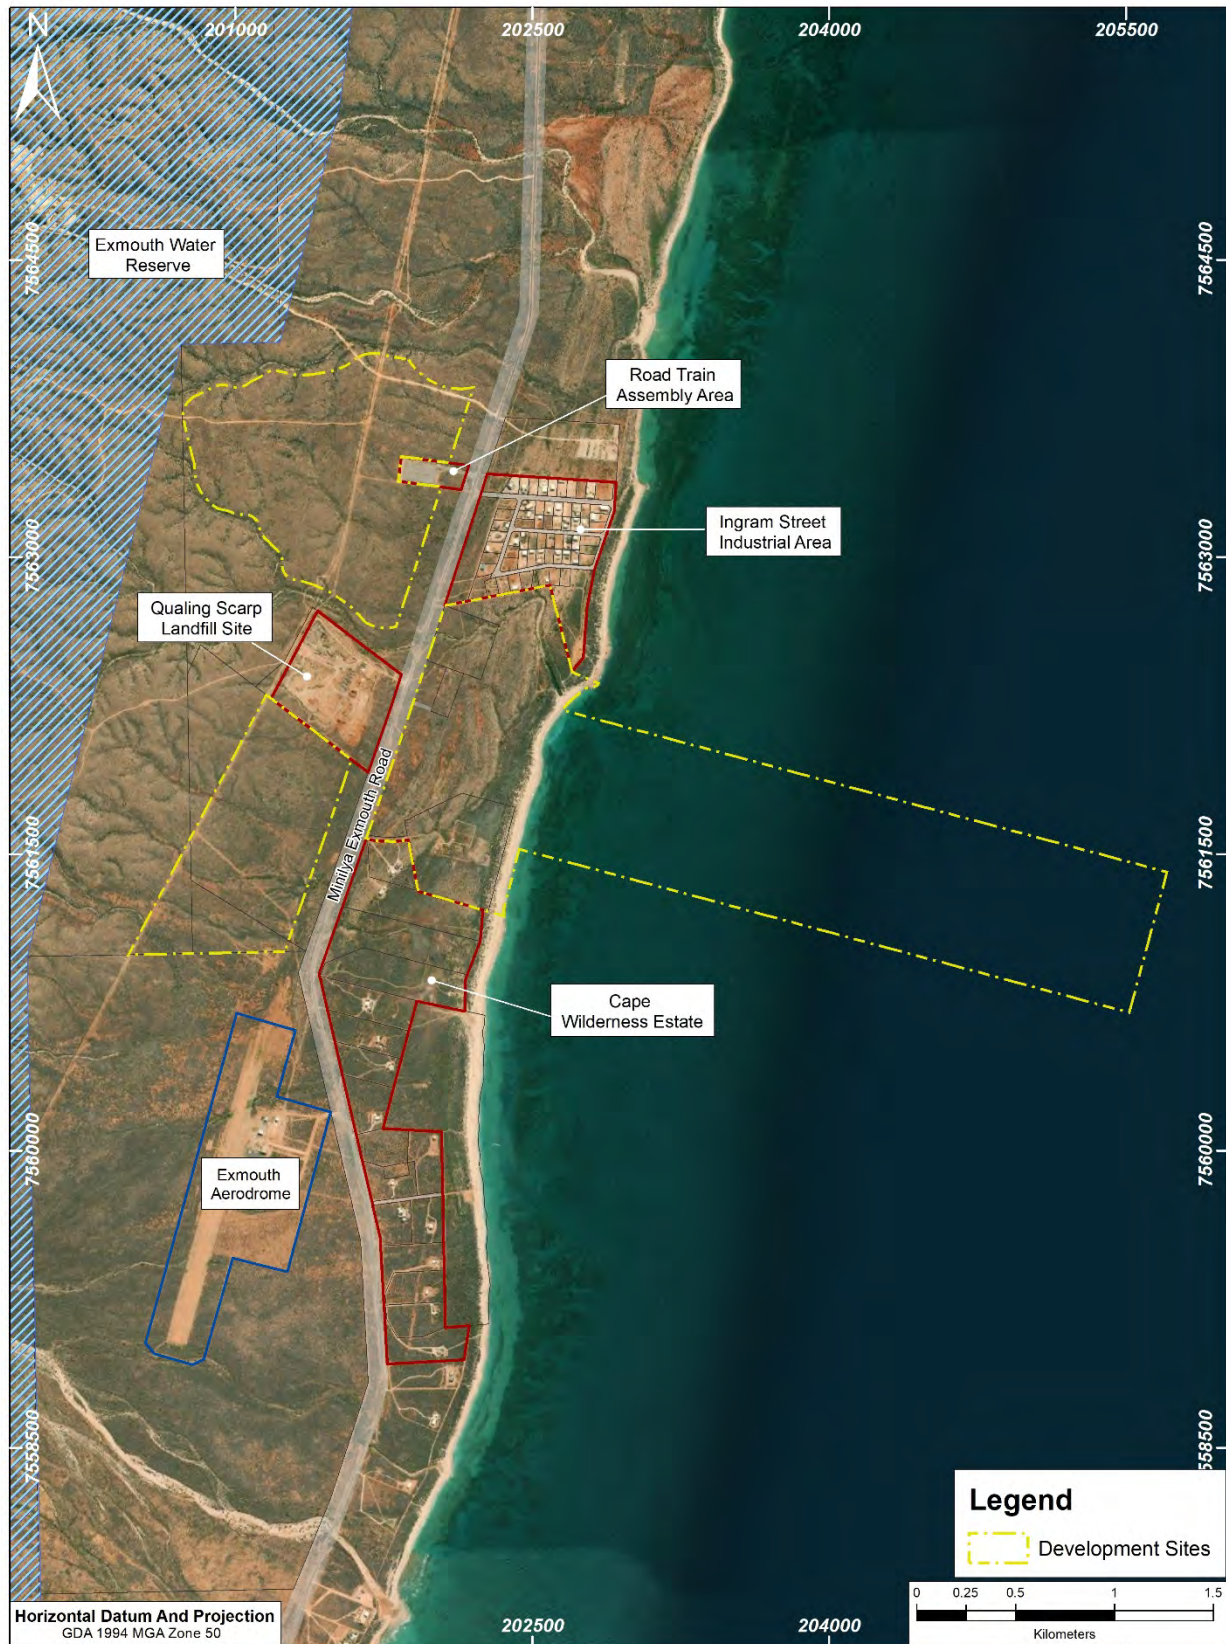 N
201000
202500
204000
205500
7564500
7564500
Exmouth Water
Reserve
Road Train
Assembly Area
Ingram Street
Industrial Area
7563000
7563000
Qualing Scarp
Landfill Site
Minilya Exmouth Road
7561500
7561500
Cape
Wilderness Estate
7560000
7560000
Exmouth
Aerodrome
7558500
558500
Legend
Development Sites
0 0.25 0.5 1 1.5
Kilometers
Horizontal Datum And Projection
GDA 1994 MGA Zone 50
202500
204000